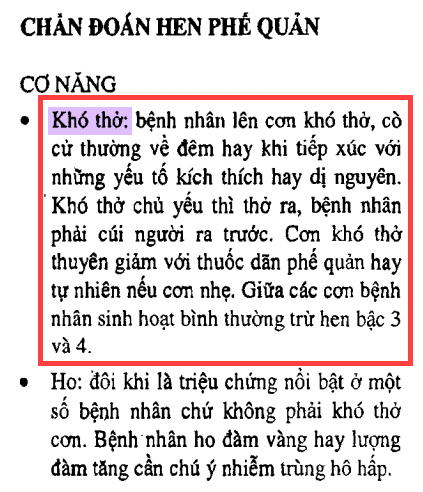 CHẨN ĐOÁN HEN PHẾ QUẢN
CƠ NĂNG
• Khó thở: bệnh nhân lên cơn khó thở, cò
cử thường về đêm hay khi tiếp xúc với
những yếu tố kích thích hay dị nguyên.
Khó thở chủ yếu thì thở ra, bệnh nhân
phải cúi người ra trước. Cơn khó thở
thuyên giảm với thuốc dãn phế quản hay
tự nhiên nếu cơn nhẹ. Giữa các cơn bệnh
nhân sinh hoạt bình thường trừ hen bậc 3
và 4.
• Ho: đôi khi là triệu chứng nổi bật ở một
số bệnh nhân chứ không phải khó thở
cơn. Bệnh nhân ho đàm vàng hay lượng
đàm tăng cần chú ý nhiễm trùng hô hấp.